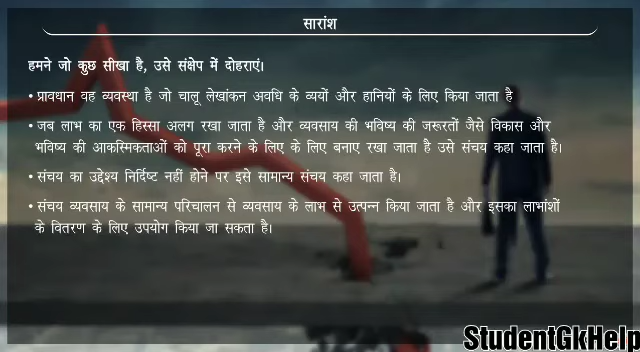 सारांश
हमने जो कुछ सीखा है, उसे संक्षेप में दोहराएं।
• प्रावधान वह व्यवस्था है जो चालू लेखांकन अवधि के व्ययों और हानियों के लिए किया जाता है
• जब लाभ का एक हिस्सा अलग रखा जाता है और व्यवसाय की भविष्य की जरूरतों जैसे विकास और
भविष्य की आकस्मिकताओं को पूरा करने के लिए के लिए बनाए रखा जाता है उसे संचय कहा जाता है।
• संचय का उद्देश्य निर्दिष्ट नहीं होने पर इसे सामान्य संचय कहा जाता है।
• संचय व्यवसाय के सामान्य परिचालन से व्यवसाय के लाभ से उत्पन्न किया जाता है और इसका लाभांशों
के वितरण के लिए उपयोग किया जा सकता है।
StudentGkHelp